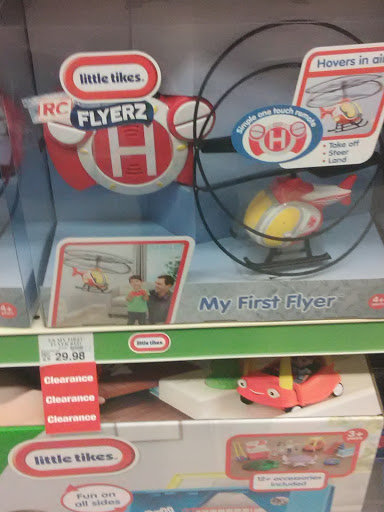 little tikes.
RC
FLYERZ
H
Hovers in air
Simple one touch remote
H
• Take off
• Steer
• Land
My First Flyer
4+
4+
29.98
little tikes.
Clearance
Clearance
Clearance
little tikes.
3+
12+ accessories
included
Fun on
all sides